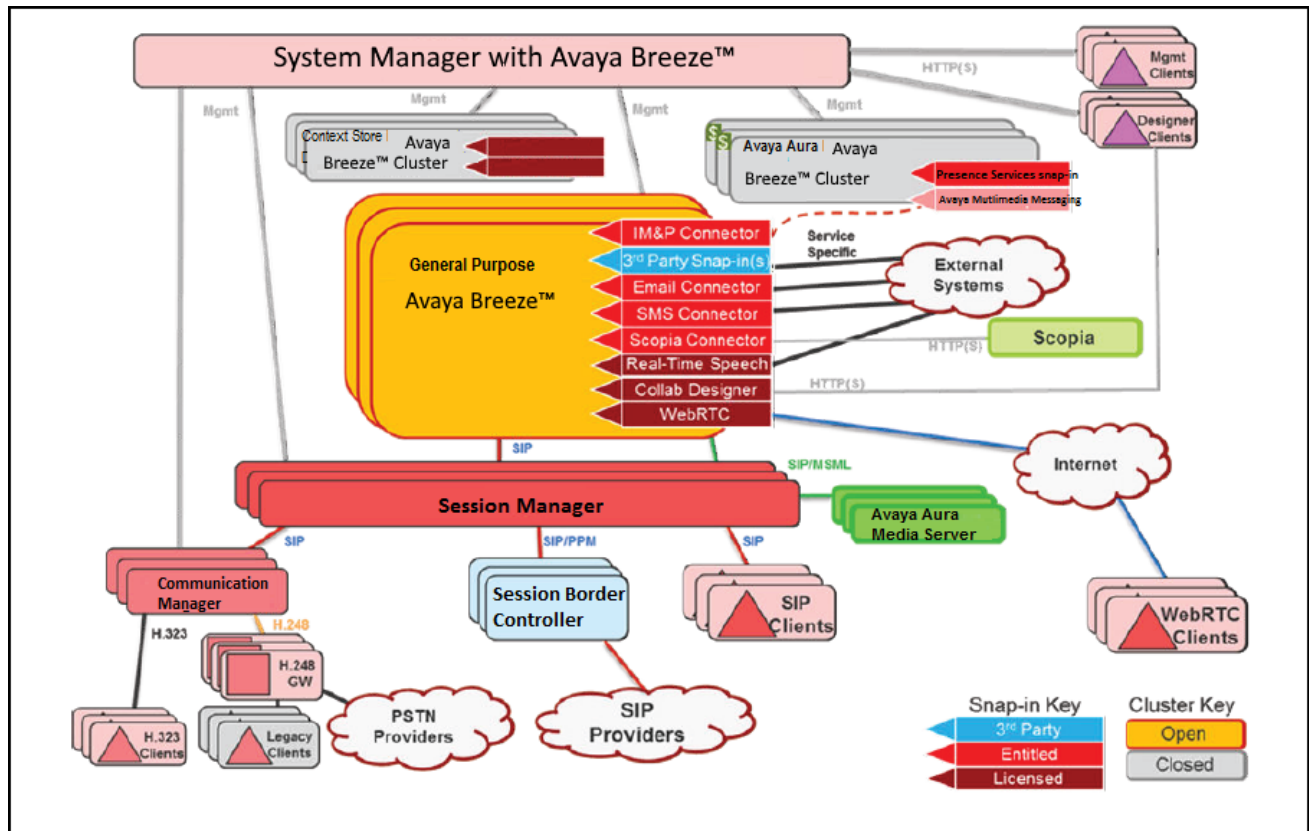 System Manager with Avaya Breeze™
HTTP(S)
Mgmt
Clients
Designer
Clients
Mgmt
Mgmt
Mgmt
Mgmt
Context Store
Avaya
Breeze™ Cluster
$
$
Avaya Aura
Avaya
Breeze™ Cluster
Presence Services snap-in
Avaya Mutlimedia Messaging
General Purpose
Avaya Breeze™
IM&P Connector
3rd Party Snap-in(s)
Email Connector
SMS Connector
Scopia Connector
Real-Time Speech
Collab Designer
WebRTC
Service
Specific
External
Systems
HTTP(S)
Scopia
HTTP(S)
SIP
SIP/MSML
Internet
Session Manager
Avaya Aura
Media Server
SIP
SIP/PPM
SIP
Communication
Manager
Session Border
Controller
SIP
Clients
WebRTC
Clients
H.323
H.248
H.248
GW
H.323
Clients
Legacy
Clients
PSTN
Providers
SIP
Providers
Snap-in Key
3rd Party
Entitled
Licensed
Cluster Key
Open
Closed